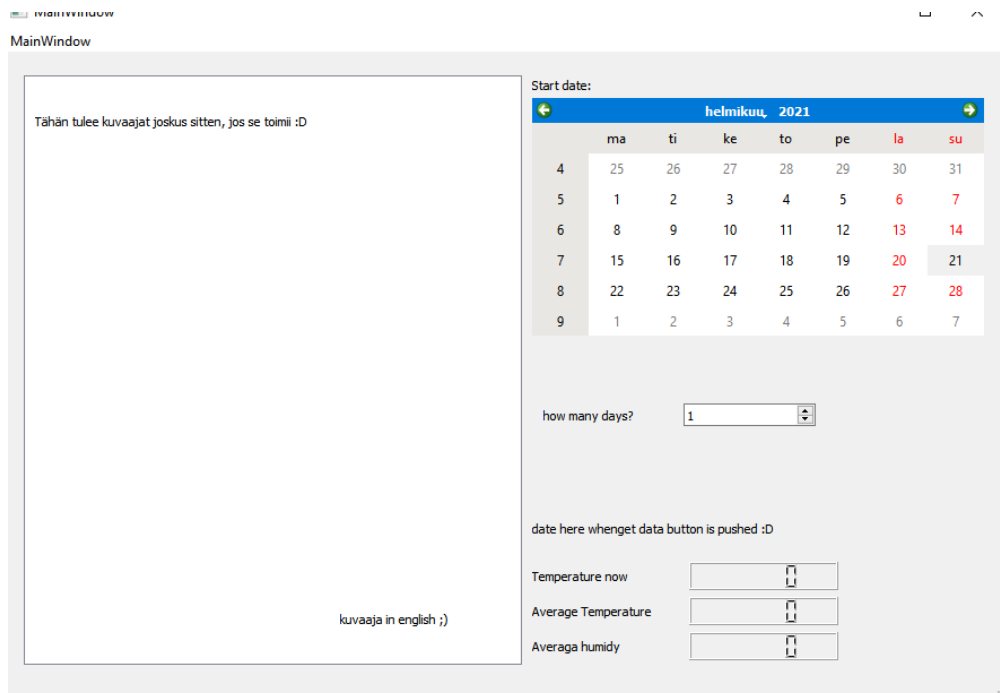 MainWindow
MainWindow
Tähän tulee kuvaajat joskus sitten, jos se toimii :D
kuvaaja in english ;)
Start date:
helmikuu, 2021
ma ti ke to pe la su
4 25 26 27 28 29 30 31
5 1 2 3 4 5 6 7
6 8 9 10 11 12 13 14
7 15 16 17 18 19 20 21
8 22 23 24 25 26 27 28
9 1 2 3 4 5 6 7
how many days? 1
date here whenget data button is pushed :D
Temperature now 0
Average Temperature 0
Averaga humidy 0